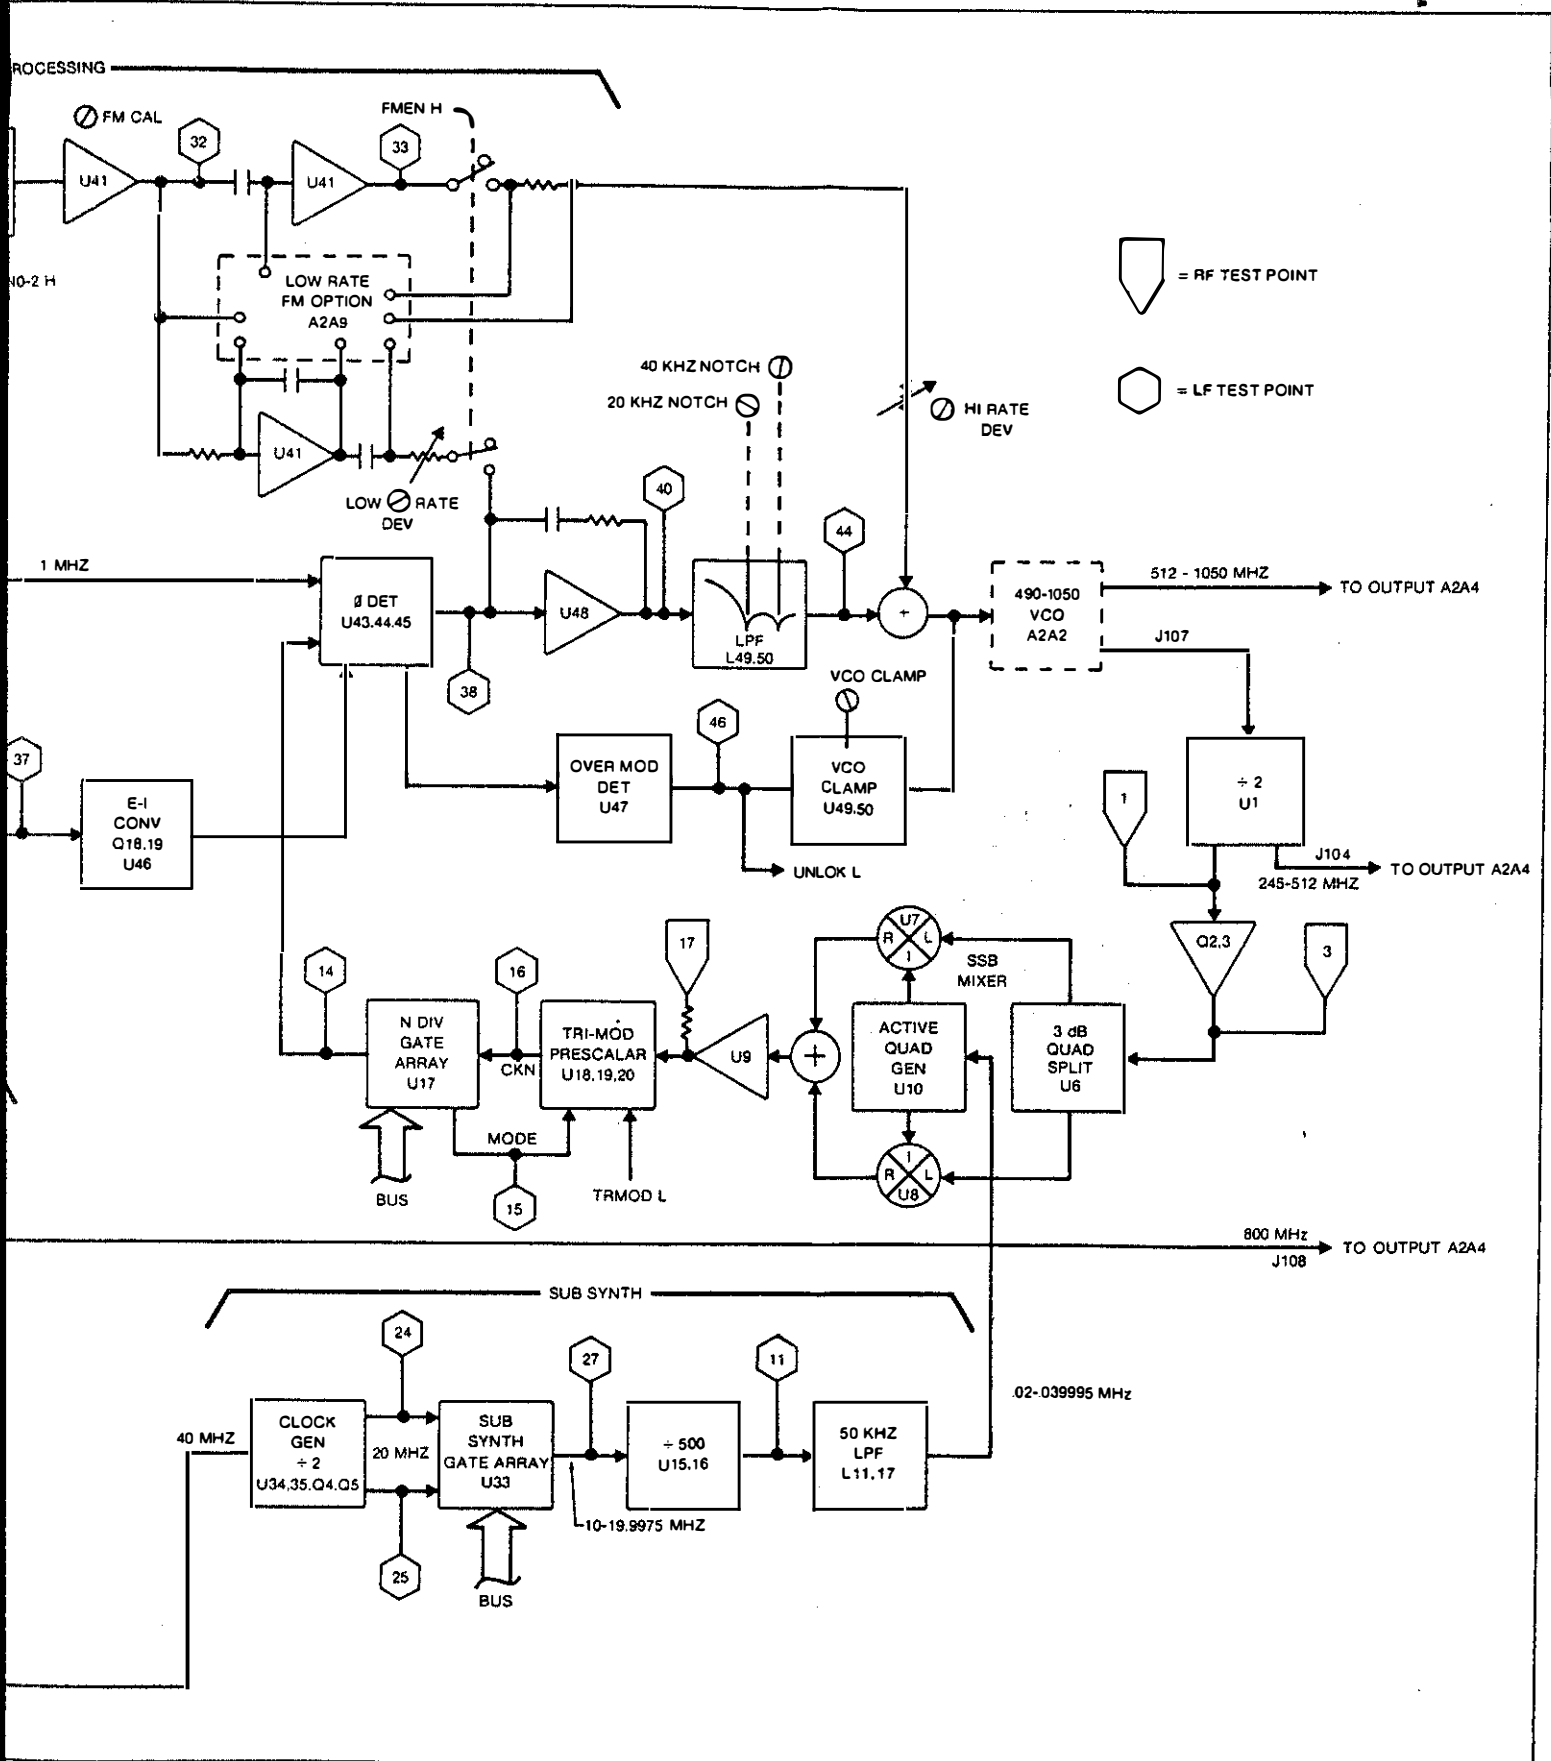 ROCESSING
FM CAL
FMEN H
32
33
U41
U41
LOW RATE
FM OPTION
A2A9
= RF TEST POINT
40 KHZ NOTCH
20 KHZ NOTCH
= LF TEST POINT
HI RATE
DEV
U41
LOW RATE
DEV
40
44
1 MHZ
Ø DET
U43.44.45
U48
LPF
L49.50
+
490-1050
VCO
A2A2
512 - 1050 MHZ
TO OUTPUT A2A4
J107
38
VCO CLAMP
46
37
E-I
CONV
Q18.19
U46
OVER MOD
DET
U47
VCO
CLAMP
U49.50
UNLOK L
÷ 2
U1
1
J104
245-512 MHZ
TO OUTPUT A2A4
Q2,3
3
14
16
17
R U7 L
I
SSB
MIXER
N DIV
GATE
ARRAY
U17
CKN
TRI-MOD
PRESCALAR
U18,19,20
U9
+
ACTIVE
QUAD
GEN
U10
3 dB
QUAD
SPLIT
U6
MODE
BUS
15
TRMOD L
I
R U8 L
800 MHz
J108
TO OUTPUT A2A4
SUB SYNTH
24
27
11
.02-.039995 MHz
40 MHZ
CLOCK
GEN
÷ 2
U34,35.Q4.Q5
20 MHZ
SUB
SYNTH
GATE ARRAY
U33
÷ 500
U15.16
50 KHZ
LPF
L11,17
10-19.9975 MHZ
25
BUS